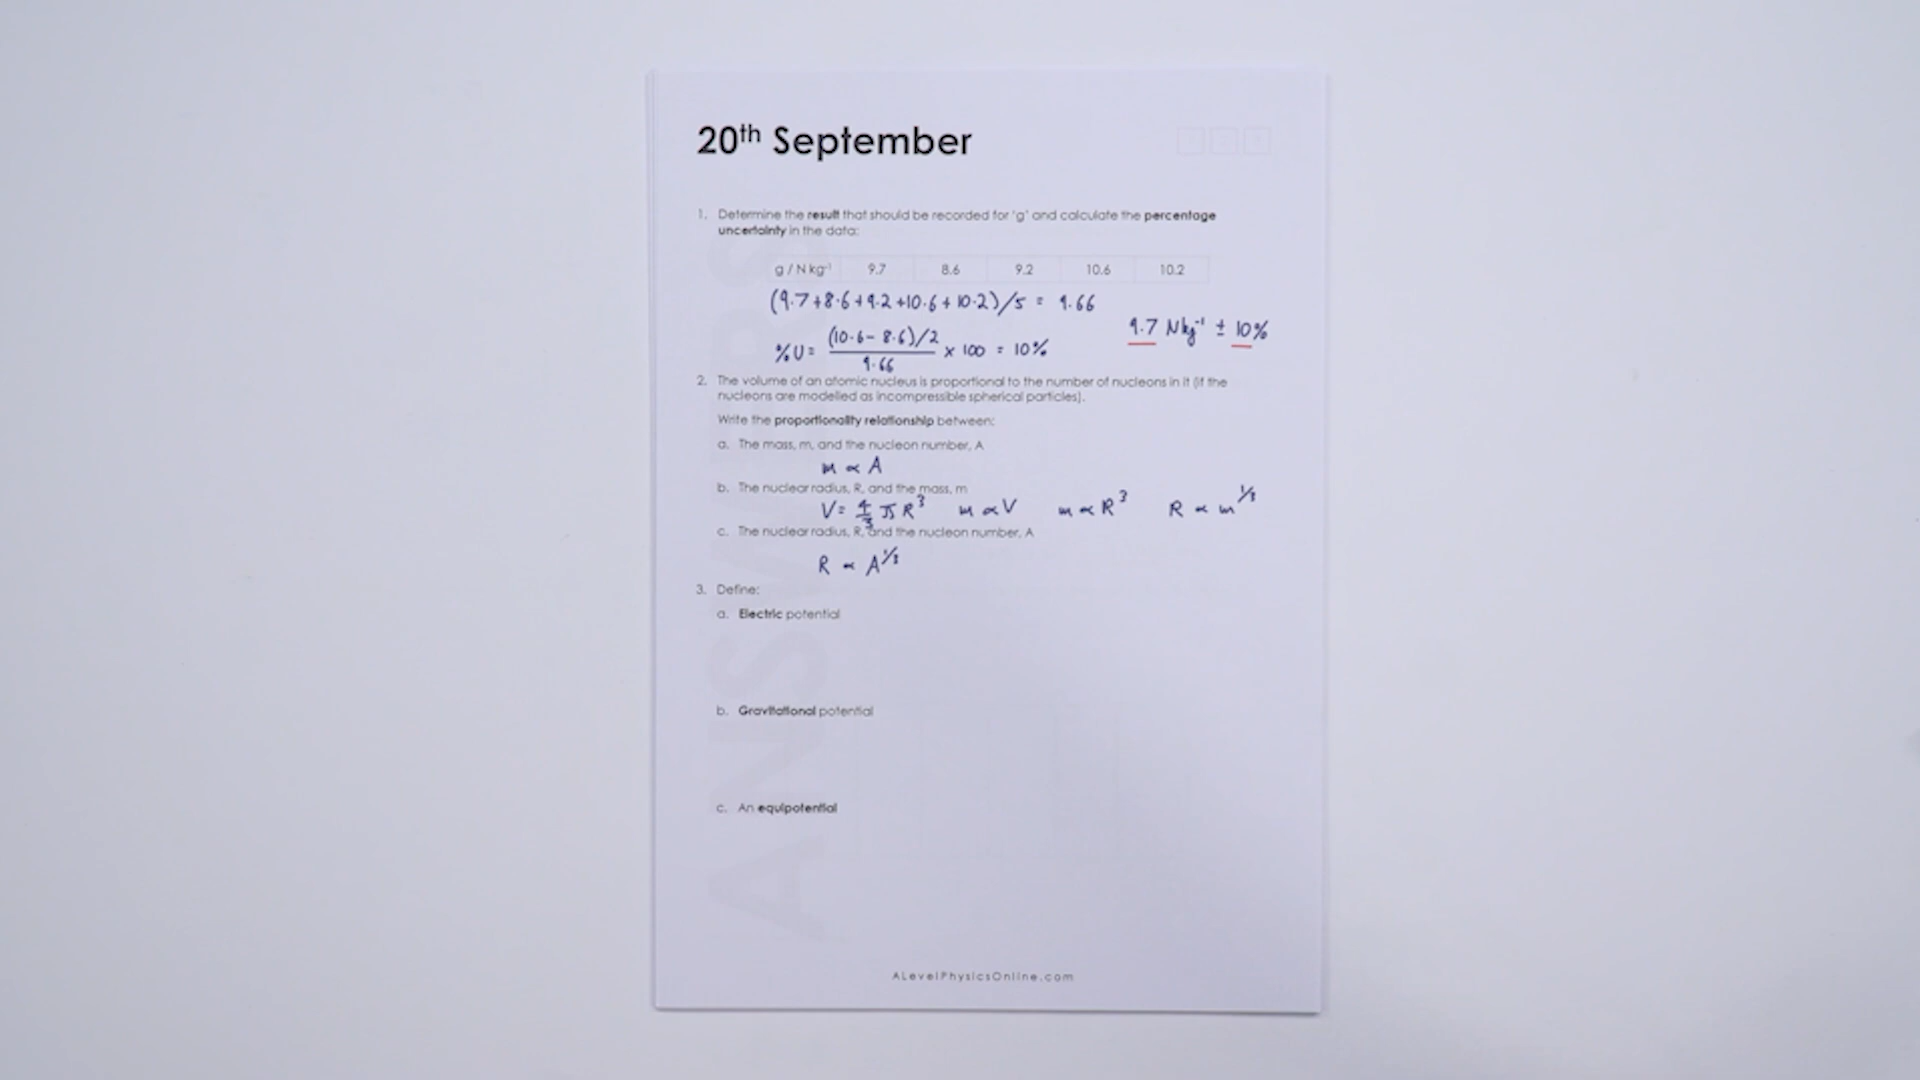 20th September
1. Determine the result that should be recorded for 'g' and calculate the percentage
uncertainty in the data:
g / N kg⁻¹ 9.7 8.6 9.2 10.6 10.2
(9.7+8.6+9.2+10.6+10.2)/5 = 9.66
%U = (10.6-8.6)/2 / 9.66 × 100 = 10%
9.7 Nkg⁻¹ ± 10%
2. The volume of an atomic nucleus is proportional to the number of nucleons in it (if the
nucleons are modelled as incompressible spherical particles).
Write the proportionality relationship between:
a. The mass, m, and the nucleon number, A
m ∝ A
b. The nuclear radius, R, and the mass, m
V = 4/3 π R³ m ∝ V m ∝ R³ R ∝ m^1/3
c. The nuclear radius, R, and the nucleon number, A
R ∝ A^1/3
3. Define:
a. Electric potential
b. Gravitational potential
c. An equipotential
ANSWERS
ALevelPhysicsOnline.com